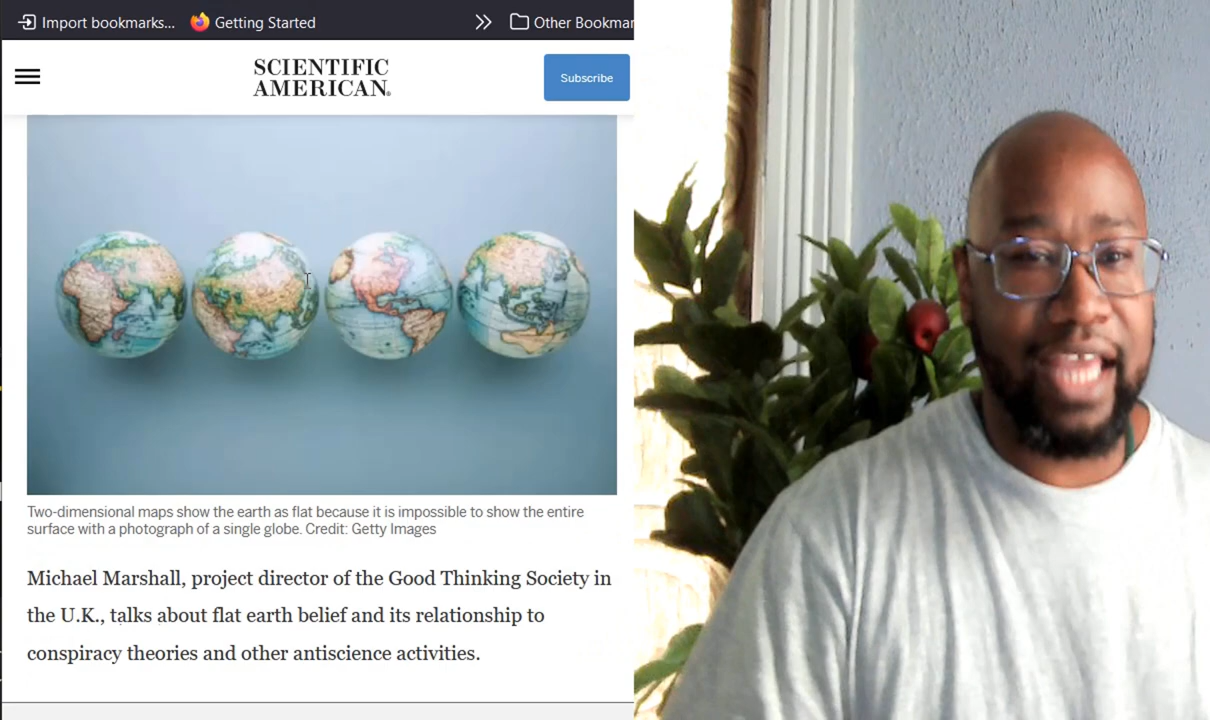 Import bookmarks...
Getting Started
Other Bookmar
SCIENTIFIC
AMERICAN®
Subscribe
Two-dimensional maps show the earth as flat because it is impossible to show the entire
surface with a photograph of a single globe. Credit: Getty Images
Michael Marshall, project director of the Good Thinking Society in
the U.K., talks about flat earth belief and its relationship to
conspiracy theories and other antiscience activities.